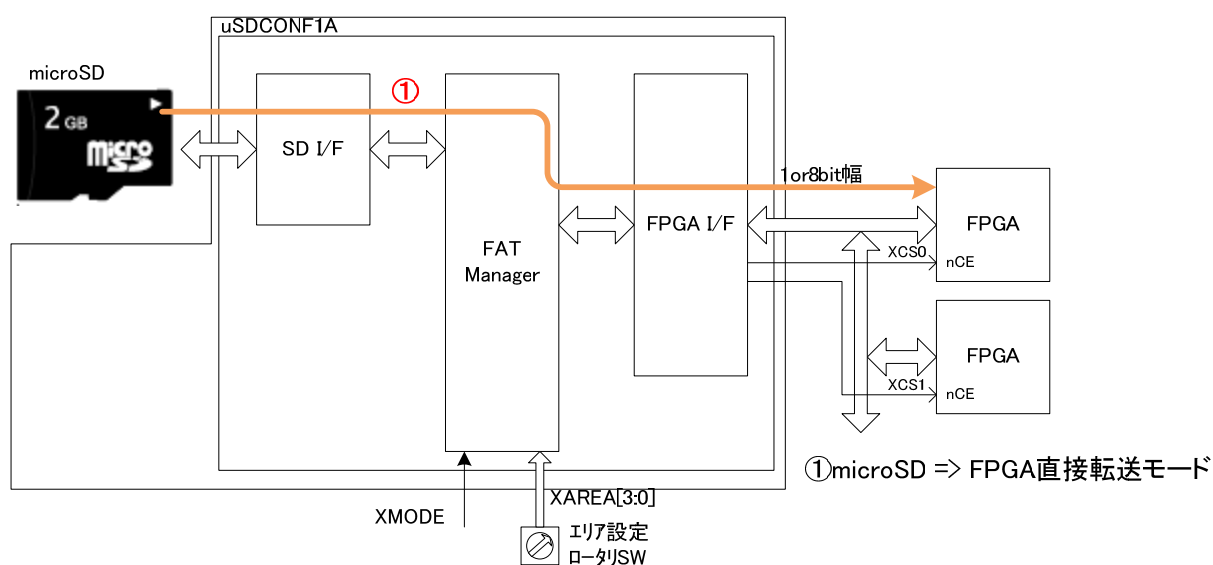 uSDCONF1A
microSD
①
2 GB
micro
SD
SD I/F
1or8bit幅
FPGA I/F
FPGA
FAT
Manager
XCS0
nCE
FPGA
XCS1
nCE
①microSD => FPGA直接転送モード
XAREA[3:0]
XMODE
エリア設定
ロータリSW